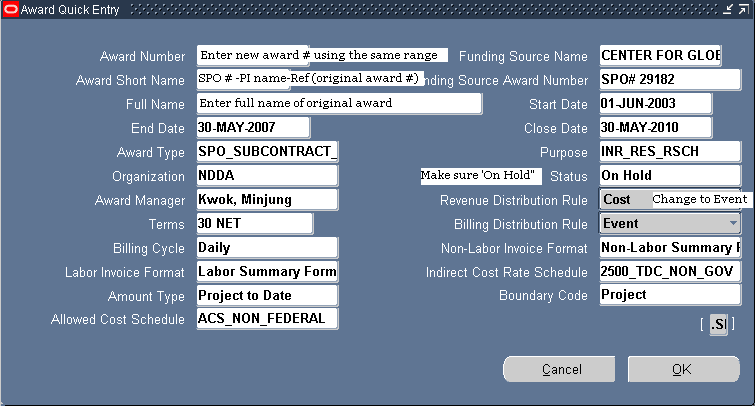 Award Quick Entry
Award Number Enter new award # using the same range Funding Source Name CENTER FOR GLOB
Award Short Name SPO # -PI name-Ref (original award #) nding Source Award Number SPO# 29182
Full Name Enter full name of original award Start Date 01-JUN-2003
End Date 30-MAY-2007 Close Date 30-MAY-2010
Award Type SPO_SUBCONTRACT_ Purpose INR_RES_RSCH
Organization NDDA Make sure 'On Hold" Status On Hold
Award Manager Kwok, Minjung Revenue Distribution Rule Cost Change to Event
Terms 30 NET Billing Distribution Rule Event
Billing Cycle Daily Non-Labor Invoice Format Non-Labor Summary F
Labor Invoice Format Labor Summary Form Indirect Cost Rate Schedule 2500_TDC_NON_GOV
Amount Type Project to Date Boundary Code Project
Allowed Cost Schedule ACS_NON_FEDERAL [ .SI ]
Cancel OK